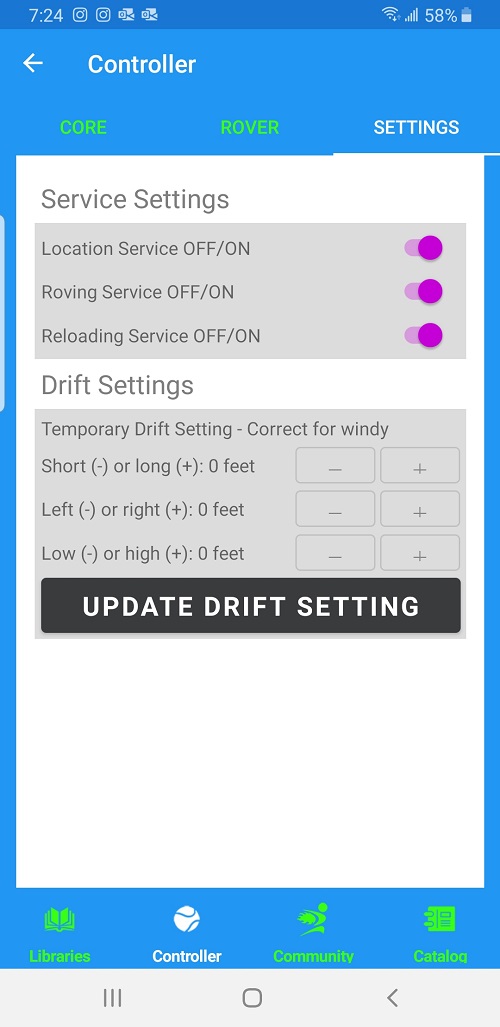 7:24 58%
Controller
CORE ROVER SETTINGS
Service Settings
Location Service OFF/ON
Roving Service OFF/ON
Reloading Service OFF/ON
Drift Settings
Temporary Drift Setting - Correct for windy
Short (-) or long (+): 0 feet — +
Left (-) or right (+): 0 feet — +
Low (-) or high (+): 0 feet — +
UPDATE DRIFT SETTING
Libraries Controller Community Catalog